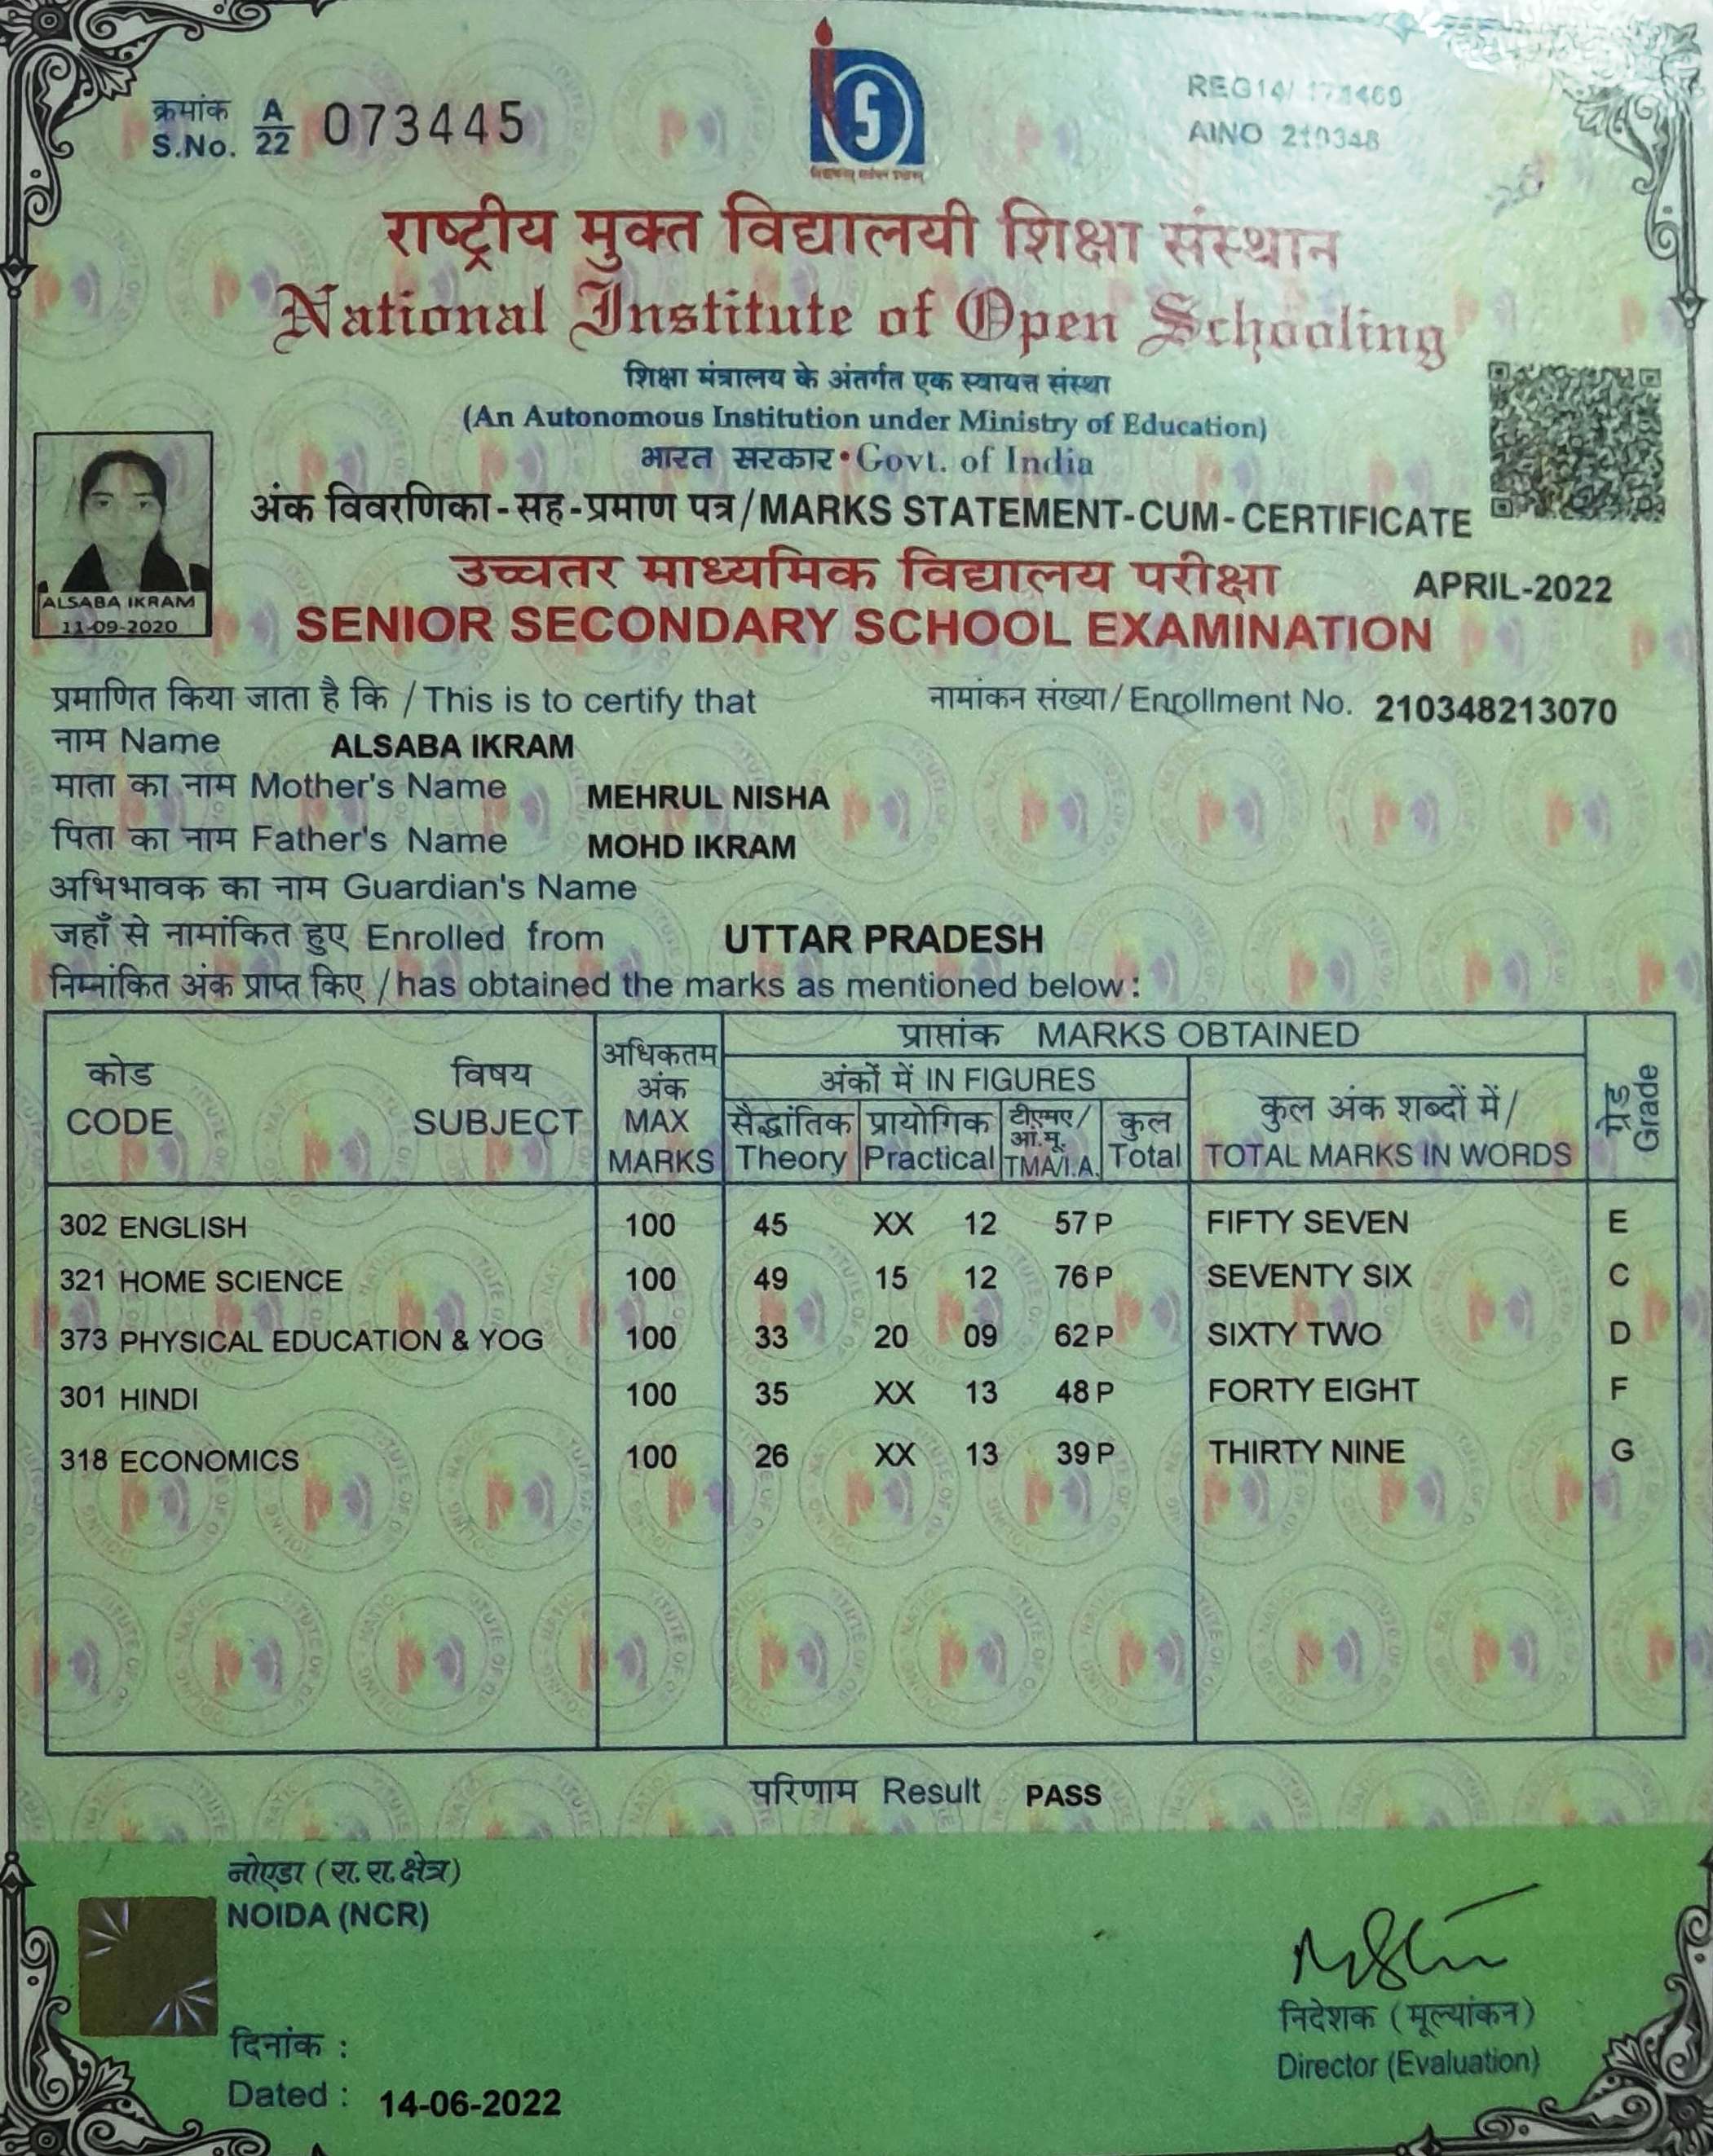 क्रमांक A
S.No. 22 073445
REG14/
AINO 210348
राष्ट्रीय मुक्त विद्यालयी शिक्षा संस्थान
National Institute of Open Schooling
शिक्षा मंत्रालय के अंतर्गत एक स्वायत्त संस्था
(An Autonomous Institution under Ministry of Education)
भारत सरकार • Govt. of India
अंक विवरणिका-सह-प्रमाण पत्र/MARKS STATEMENT-CUM-CERTIFICATE
उच्चतर माध्यमिक विद्यालय परीक्षा APRIL-2022
SENIOR SECONDARY SCHOOL EXAMINATION
ALSABA IKRAM
11-09-2020
प्रमाणित किया जाता है कि / This is to certify that नामांकन संख्या/ Enrollment No. 210348213070
नाम Name ALSABA IKRAM
माता का नाम Mother's Name MEHRUL NISHA
पिता का नाम Father's Name MOHD IKRAM
अभिभावक का नाम Guardian's Name
जहाँ से नामांकित हुए Enrolled from UTTAR PRADESH
निम्नांकित अंक प्राप्त किए / has obtained the marks as mentioned below:
कोड विषय अधिकतम अंक प्राप्तांक MARKS OBTAINED ग्रेड
CODE SUBJECT MAX MARKS अंकों में IN FIGURES कुल अंक शब्दों में/ Grade
सैद्धांतिक प्रायोगिक टीएमए/आं.मू. कुल
Theory Practical TMA/I.A. Total TOTAL MARKS IN WORDS
302 ENGLISH 100 45 XX 12 57 P FIFTY SEVEN E
321 HOME SCIENCE 100 49 15 12 76 P SEVENTY SIX C
373 PHYSICAL EDUCATION & YOG 100 33 20 09 62 P SIXTY TWO D
301 HINDI 100 35 XX 13 48 P FORTY EIGHT F
318 ECONOMICS 100 26 XX 13 39 P THIRTY NINE G
परिणाम Result PASS
नोएडा (रा. रा. क्षेत्र)
NOIDA (NCR)
दिनांक :
Dated : 14-06-2022
निदेशक (मूल्यांकन)
Director (Evaluation)